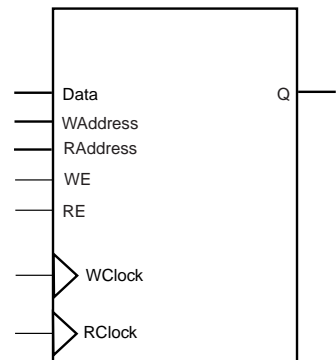 Data Q
WAddress
RAddress
WE
RE
WClock
RClock